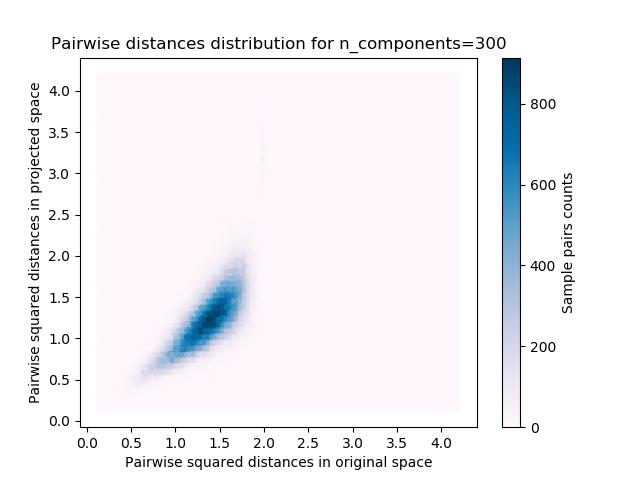 Pairwise distances distribution for n_components=300
Pairwise squared distances in projected space
4.0
3.5
3.0
2.5
2.0
1.5
1.0
0.5
0.0
0.0 0.5 1.0 1.5 2.0 2.5 3.0 3.5 4.0
Pairwise squared distances in original space
800
600
400
200
0
Sample pairs counts